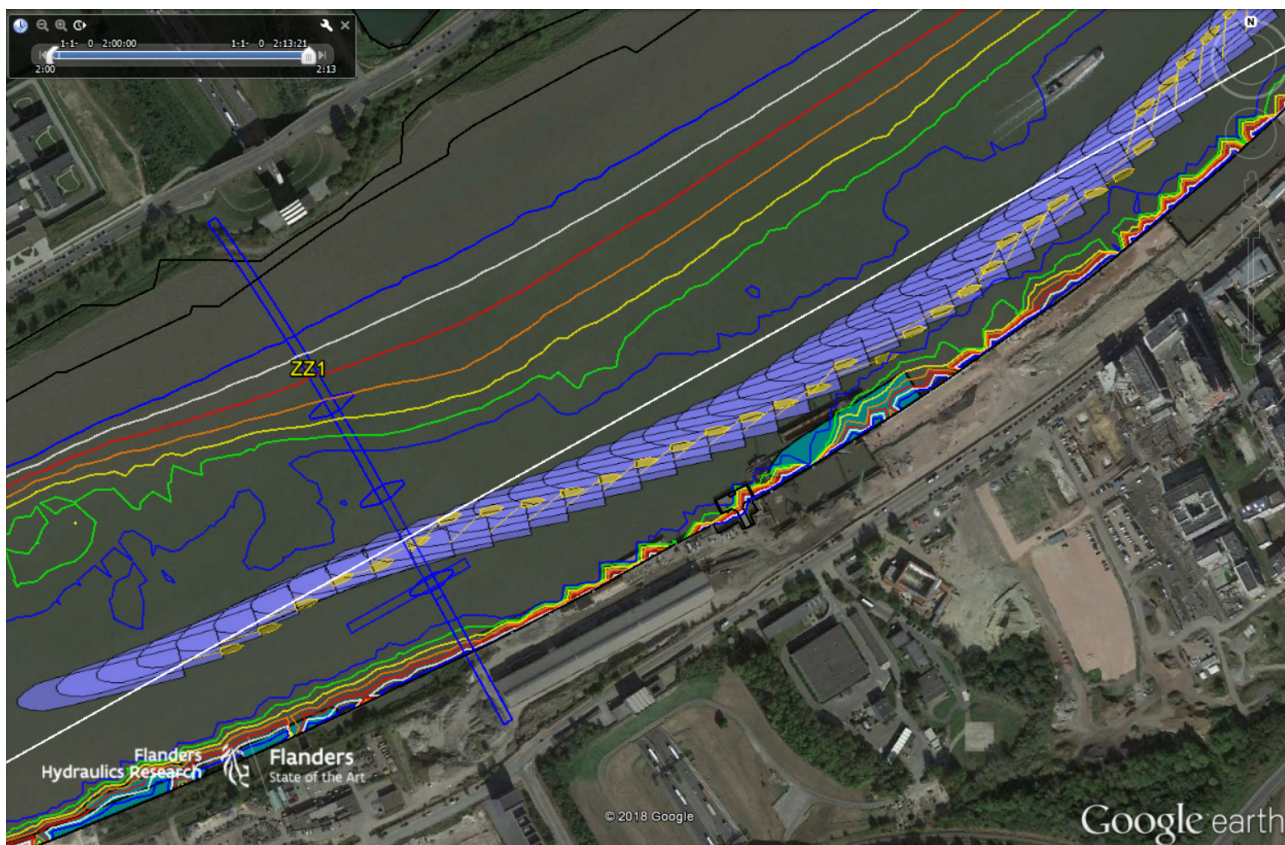 1-1- 0 2:00:00 1-1- 0 2:13:21
2:00 2:13
N
ZZ1
Flanders
Hydraulics Research
Flanders
State of the Art
© 2018 Google
Google earth